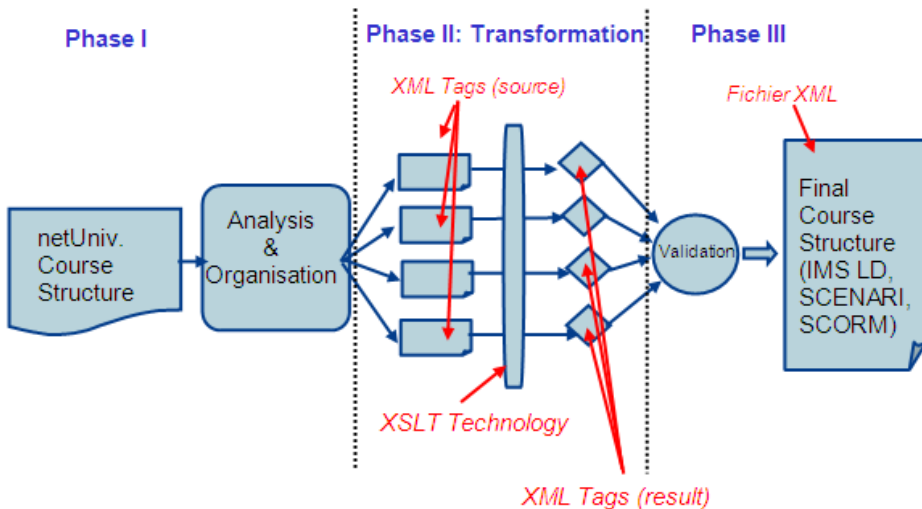 Phase I
Phase II: Transformation
Phase III
XML Tags (source)
Fichier XML
netUniv.
Course
Structure
Analysis
&
Organisation
Validation
Final
Course
Structure
(IMS LD,
SCENARI,
SCORM)
XSLT Technology
XML Tags (result)